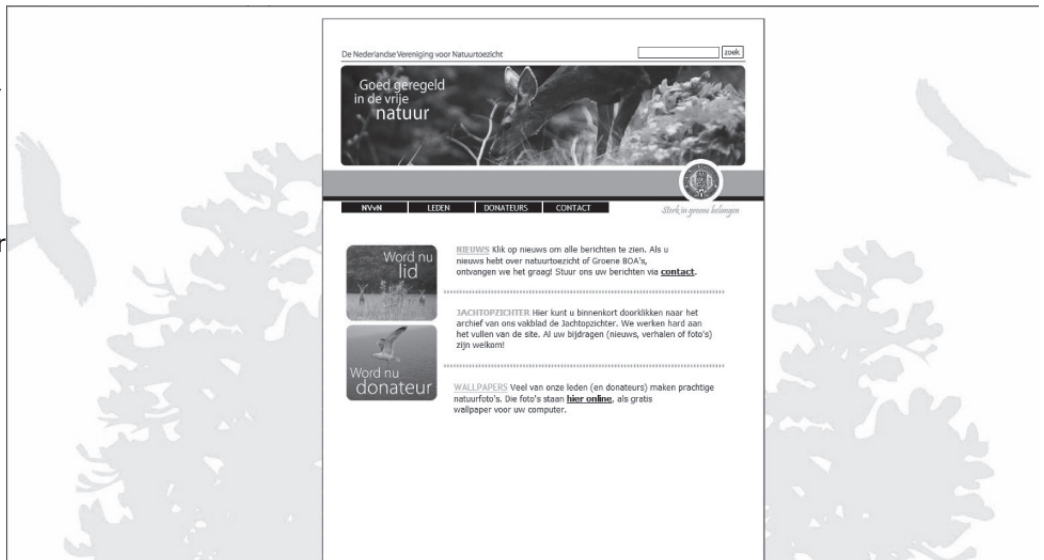 De Nederlandse Vereniging voor Natuurtoezicht
zoek
Goed geregeld
in de vrije
natuur
NVvN LEDEN DONATEURS CONTACT
Sterk in groene belangen
Word nu
lid
NIEUWS Klik op nieuws om alle berichten te zien. Als u
nieuws hebt over natuurtoezicht of Groene BOA's,
ontvangen we het graag! Stuur ons uw berichten via contact.
JACHTOPZICHTER Hier kunt u binnenkort doorklikken naar het
archief van ons vakblad de Jachtopzichter. We werken hard aan
het vullen van de site. Al uw bijdragen (nieuws, verhalen of foto's)
zijn welkom!
Word nu
donateur
WALLPAPERS Veel van onze leden (en donateurs) maken prachtige
natuurfoto's. Die foto's staan hier online, als gratis
wallpaper voor uw computer.